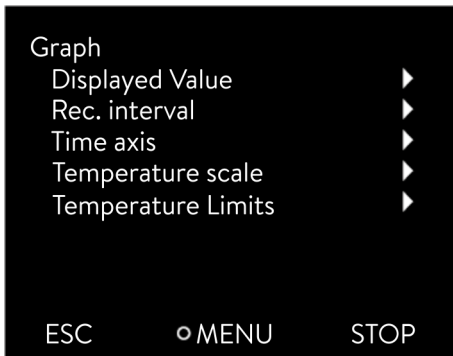 Graph
Displayed Value
Rec. interval
Time axis
Temperature scale
Temperature Limits
ESC MENU STOP